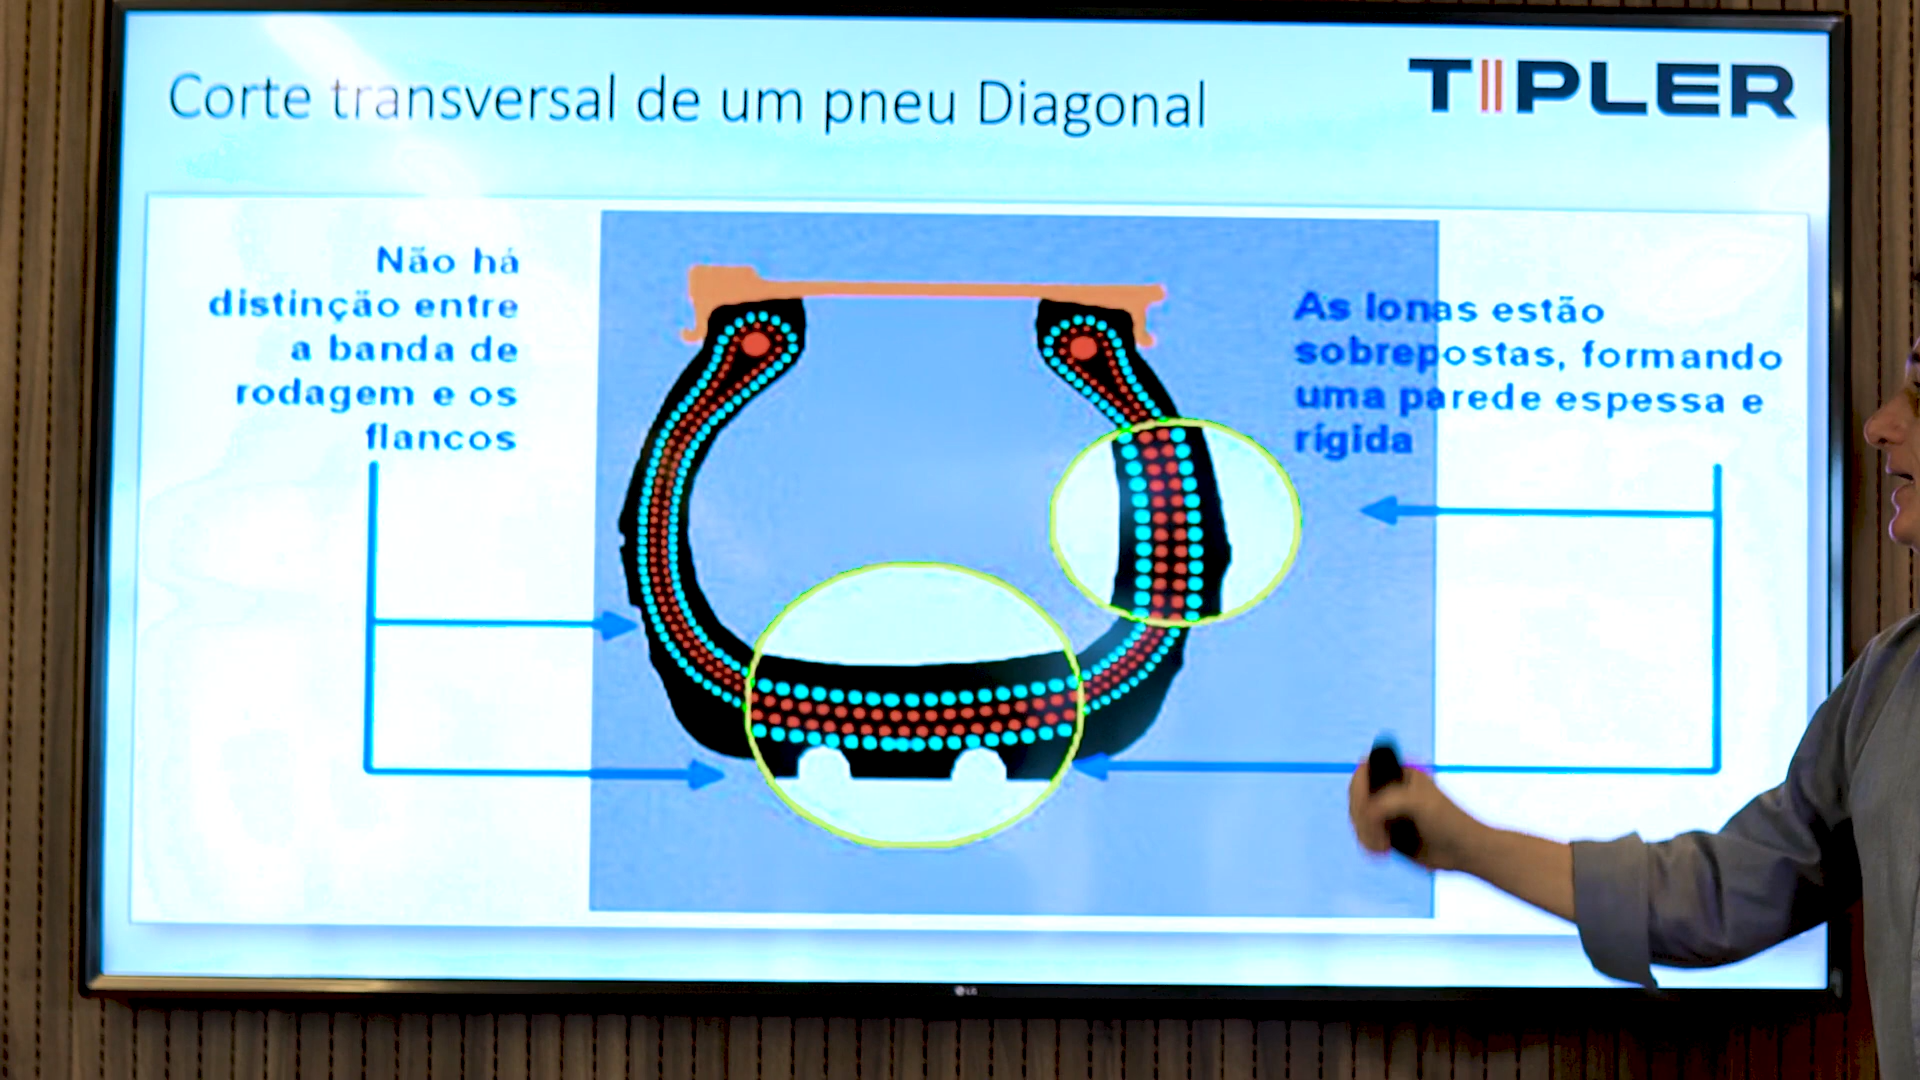 Corte transversal de um pneu Diagonal
TIPLER
Não há
distinção entre
a banda de
rodagem e os
flancos
As lonas estão
sobrepostas, formando
uma parede espessa e
rígida
LG